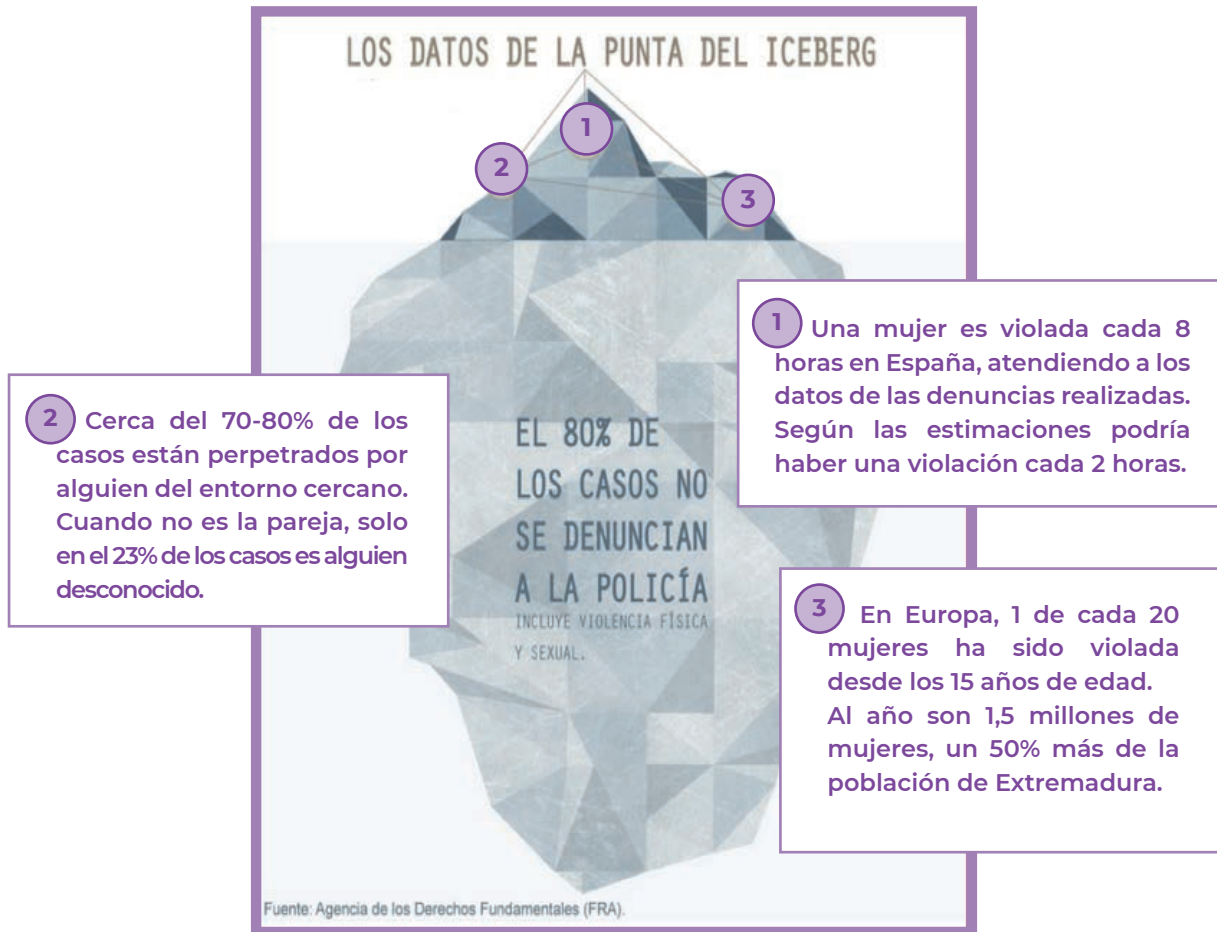 LOS DATOS DE LA PUNTA DEL ICEBERG
1
2
3
1 Una mujer es violada cada 8
horas en España, atendiendo a los
datos de las denuncias realizadas.
Según las estimaciones podría
haber una violación cada 2 horas.
2 Cerca del 70-80% de los
casos están perpetrados por
alguien del entorno cercano.
Cuando no es la pareja, solo
en el 23% de los casos es alguien
desconocido.
EL 80% DE
LOS CASOS NO
SE DENUNCIAN
A LA POLICÍA
INCLUYE VIOLENCIA FÍSICA
Y SEXUAL.
3 En Europa, 1 de cada 20
mujeres ha sido violada
desde los 15 años de edad.
Al año son 1,5 millones de
mujeres, un 50% más de la
población de Extremadura.
Fuente: Agencia de los Derechos Fundamentales (FRA).